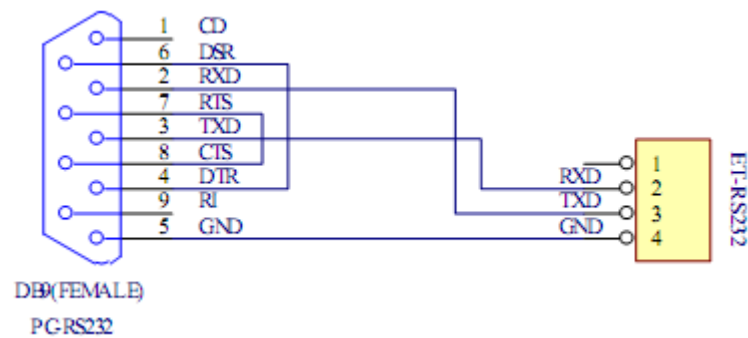 1 CD
6 DSR
2 RXD
7 RTS
3 TXD
8 CTS
4 DTR
9 RI
5 GND
1
RXD 2
TXD 3
GND 4
ET-RS232
DB9(FEMALE)
PC-RS232